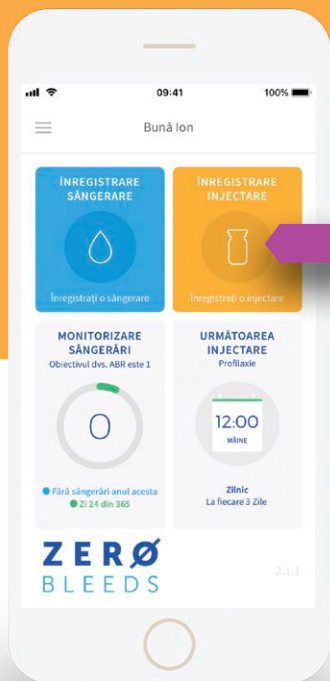 09:41
100%
Bună Ion
ÎNREGISTRARE
SÂNGERARE
Înregistrați o sângerare
ÎNREGISTRARE
INJECTARE
Înregistrați o injectare
MONITORIZARE
SÂNGERĂRI
Obiectivul dvs. ABR este 1
0
Fără sângerări anul acesta
Zi 24 din 365
URMĂTOAREA
INJECTARE
Profilaxie
12:00
MÂINE
Zilnic
La fiecare 3 Zile
ZERØ
BLEEDS
2.1.1